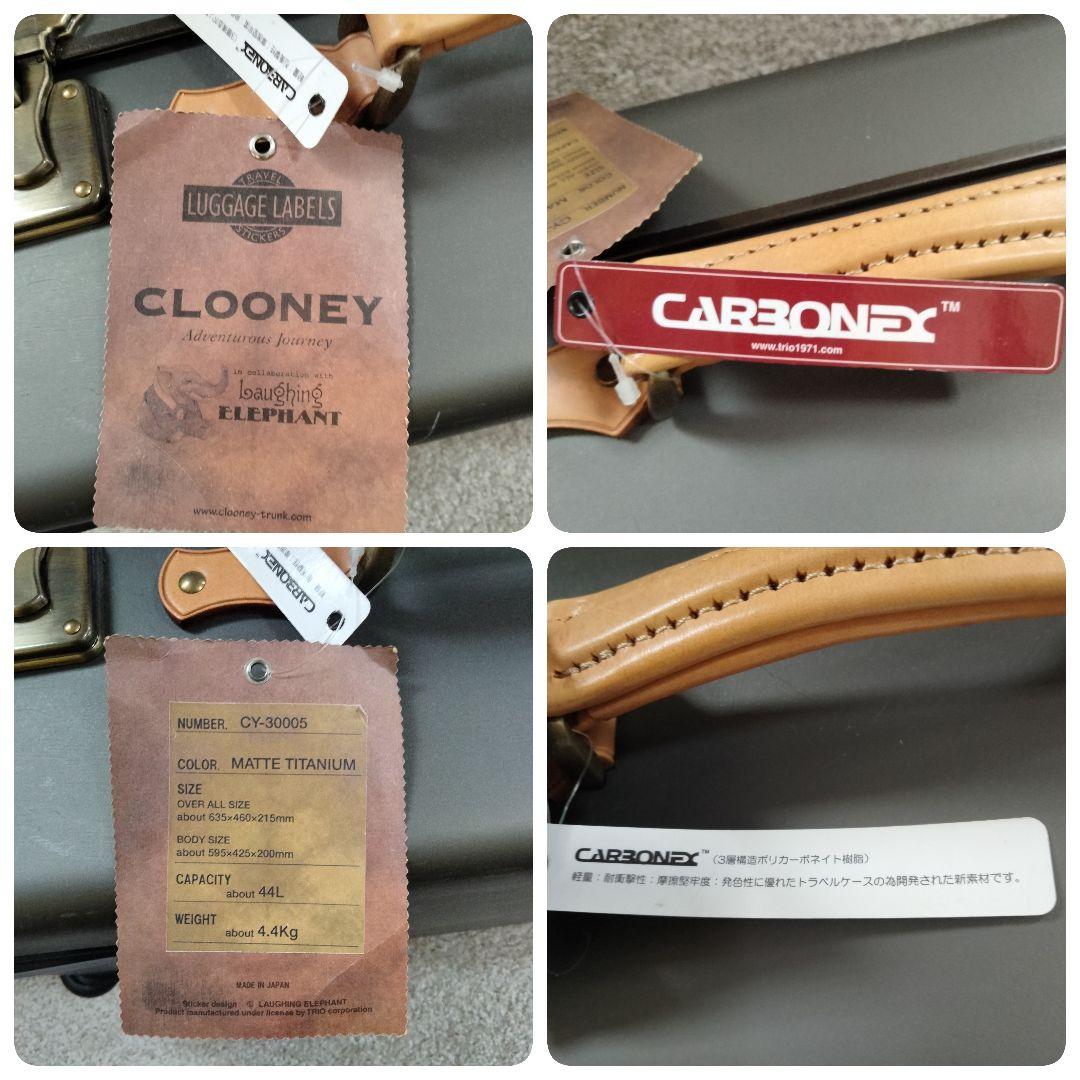 CARBONEX™
TRAVEL
LUGGAGE LABELS
STICKERS
CLOONEY
Adventurous Journey
in collaboration with
Laughing
ELEPHANT
www.clooney-trunk.com
CARBONEX™
www.trio1971.com
CARBONEX
NUMBER. CY-30005
COLOR. MATTE TITANIUM
SIZE
OVER ALL SIZE
about 635×460×215mm
BODY SIZE
about 595×425×200mm
CAPACITY
about 44L
WEIGHT
about 4.4Kg
MADE IN JAPAN
Sticker design © LAUGHING ELEPHANT
Product manufactured under license by TRIO corporation
CARBONEX™（3層構造ポリカーボネイト樹脂）
軽量：耐衝撃性：摩擦堅牢度：発色性に優れたトラベルケースの為開発された新素材です。